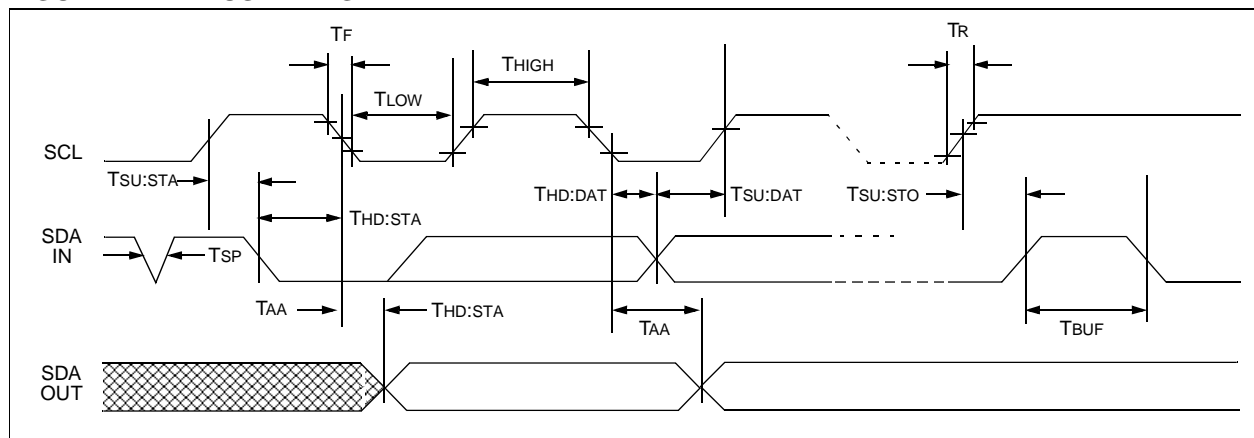 TF
TR
THIGH
TLOW
SCL
TSU:STA
THD:DAT
TSU:DAT
TSU:STO
THD:STA
SDA
IN
TSP
TAA
THD:STA
TAA
TBUF
SDA
OUT